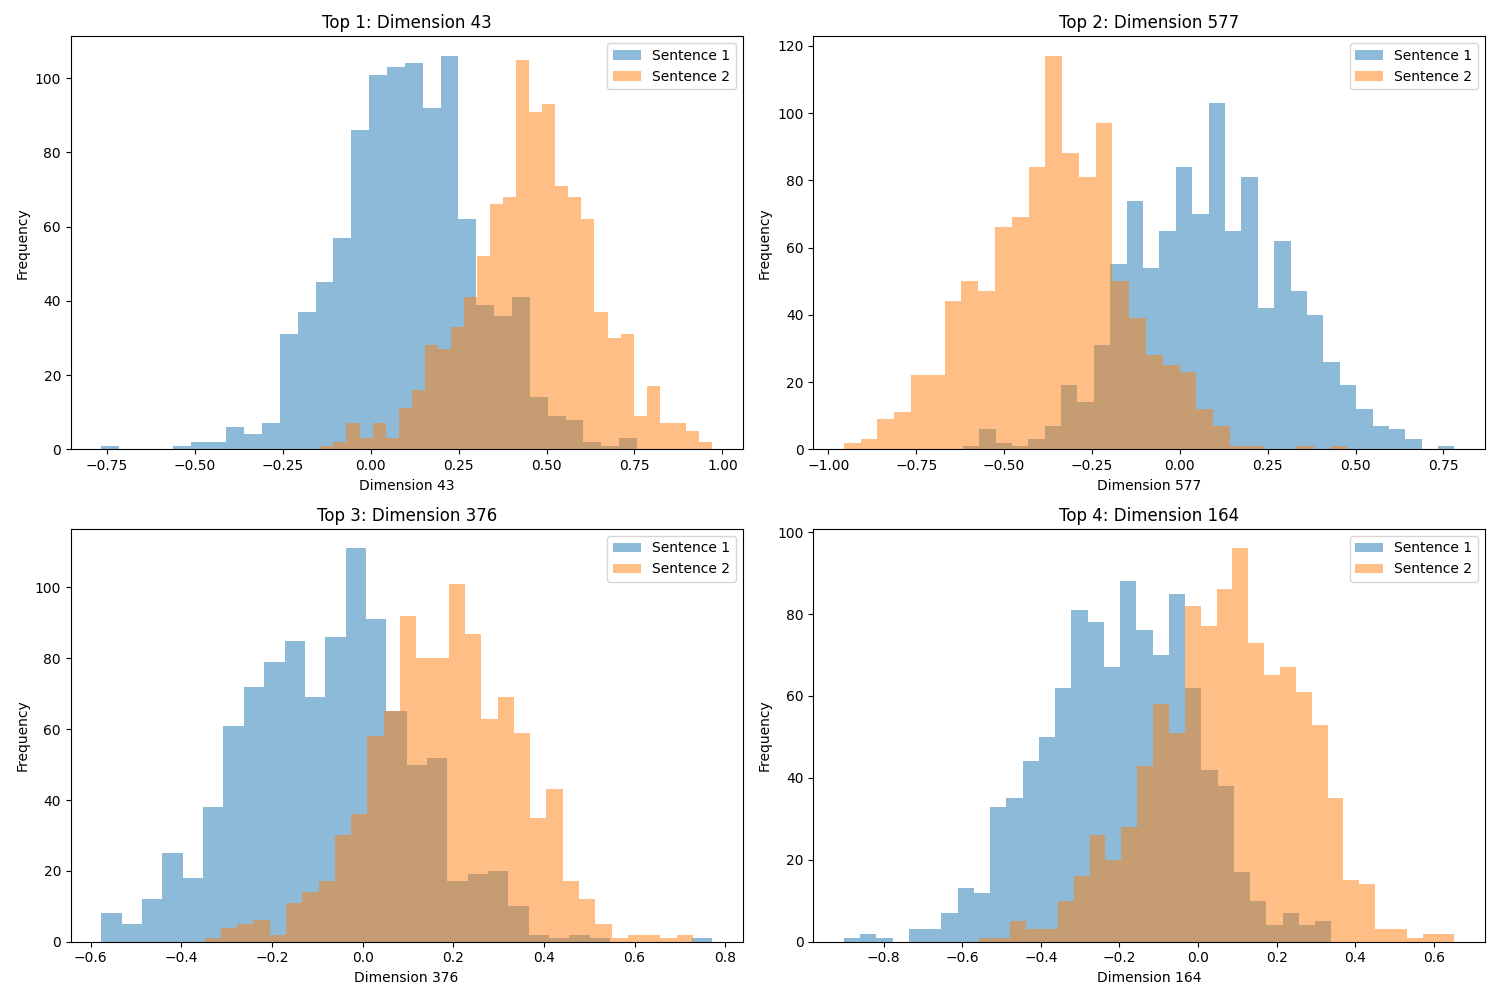 Top 1: Dimension 43
Sentence 1
Sentence 2
Frequency
100
80
60
40
20
0
−0.75 −0.50 −0.25 0.00 0.25 0.50 0.75 1.00
Dimension 43
Top 2: Dimension 577
Sentence 1
Sentence 2
Frequency
120
100
80
60
40
20
0
−1.00 −0.75 −0.50 −0.25 0.00 0.25 0.50 0.75
Dimension 577
Top 3: Dimension 376
Sentence 1
Sentence 2
Frequency
100
80
60
40
20
0
−0.6 −0.4 −0.2 0.0 0.2 0.4 0.6 0.8
Dimension 376
Top 4: Dimension 164
Sentence 1
Sentence 2
Frequency
100
80
60
40
20
0
−0.8 −0.6 −0.4 −0.2 0.0 0.2 0.4 0.6
Dimension 164